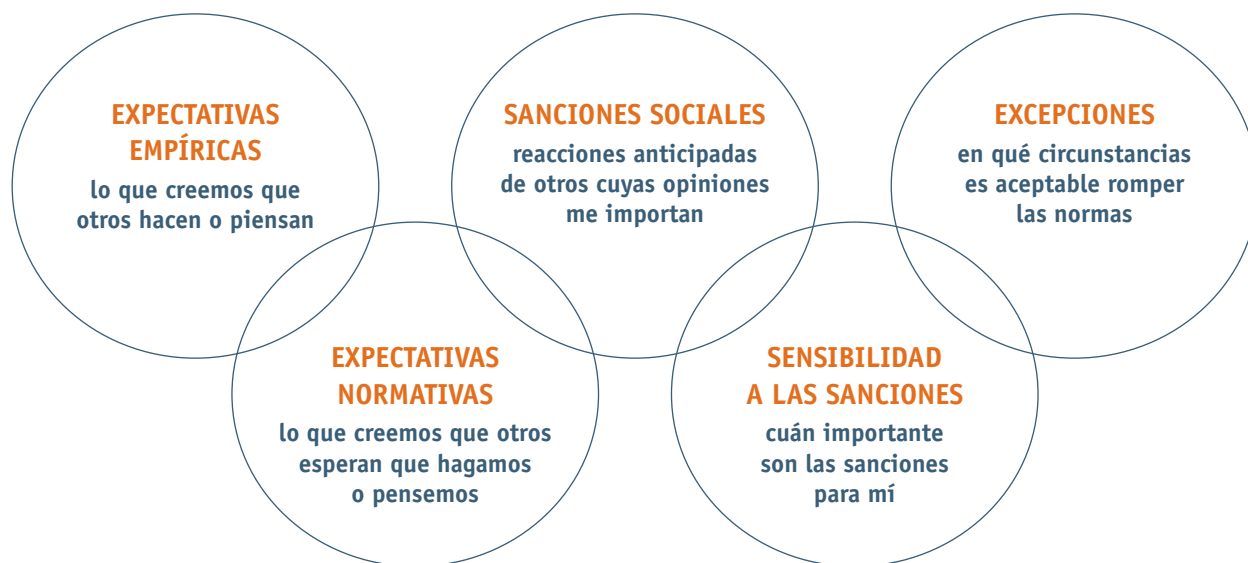 EXPECTATIVAS
EMPÍRICAS
lo que creemos que
otros hacen o piensan
SANCIONES SOCIALES
reacciones anticipadas
de otros cuyas opiniones
me importan
EXCEPCIONES
en qué circunstancias
es aceptable romper
las normas
EXPECTATIVAS
NORMATIVAS
lo que creemos que otros
esperan que hagamos
o pensemos
SENSIBILIDAD
A LAS SANCIONES
cuán importante
son las sanciones
para mí